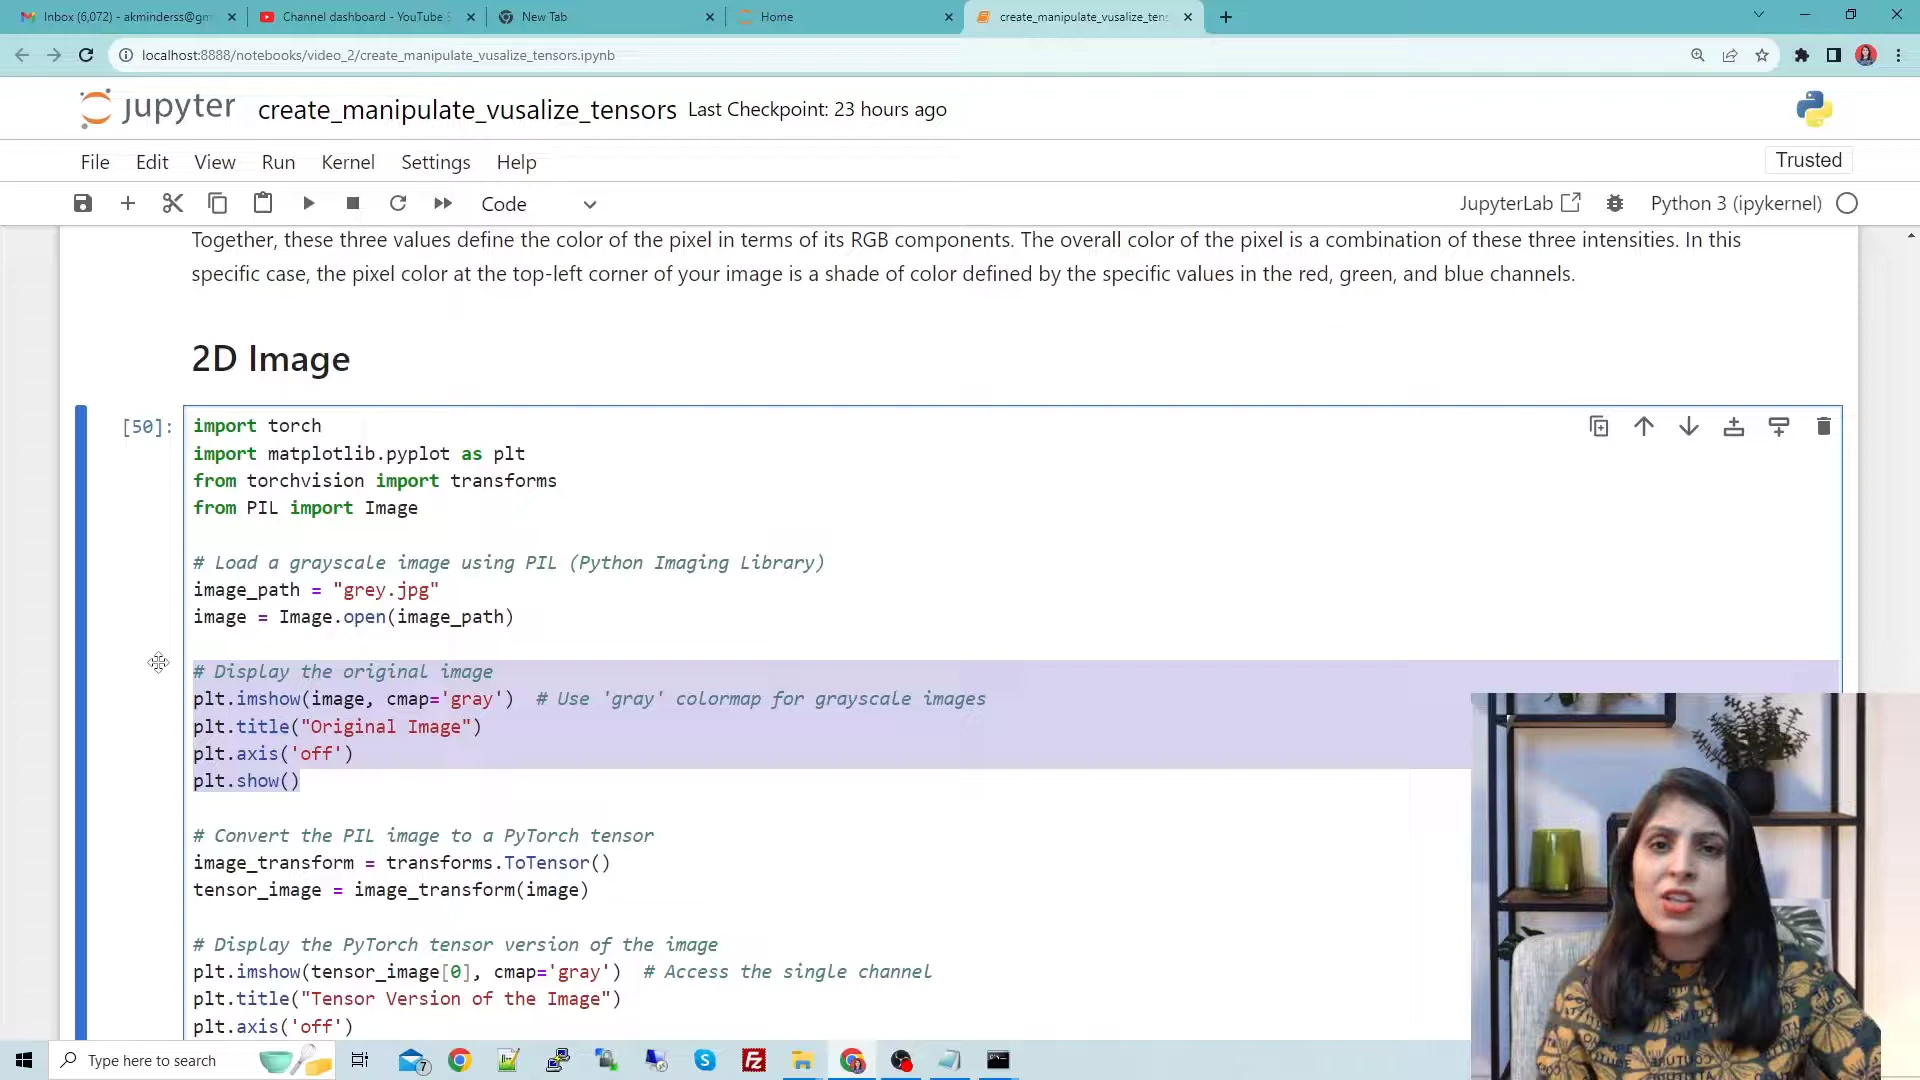 Inbox (6,072) - akminderss@gm
Channel dashboard - YouTube S
New Tab
Home
create_manipulate_vusalize_tens
localhost:8888/notebooks/video_2/create_manipulate_vusalize_tensors.ipynb
jupyter create_manipulate_vusalize_tensors Last Checkpoint: 23 hours ago
File Edit View Run Kernel Settings Help
Trusted
Code
JupyterLab
Python 3 (ipykernel)
Together, these three values define the color of the pixel in terms of its RGB components. The overall color of the pixel is a combination of these three intensities. In this
specific case, the pixel color at the top-left corner of your image is a shade of color defined by the specific values in the red, green, and blue channels.
2D Image
[50]:
import torch
import matplotlib.pyplot as plt
from torchvision import transforms
from PIL import Image
# Load a grayscale image using PIL (Python Imaging Library)
image_path = "grey.jpg"
image = Image.open(image_path)
# Display the original image
plt.imshow(image, cmap='gray')  # Use 'gray' colormap for grayscale images
plt.title("Original Image")
plt.axis('off')
plt.show()
# Convert the PIL image to a PyTorch tensor
image_transform = transforms.ToTensor()
tensor_image = image_transform(image)
# Display the PyTorch tensor version of the image
plt.imshow(tensor_image[0], cmap='gray')  # Access the single channel
plt.title("Tensor Version of the Image")
plt.axis('off')
Type here to search
7